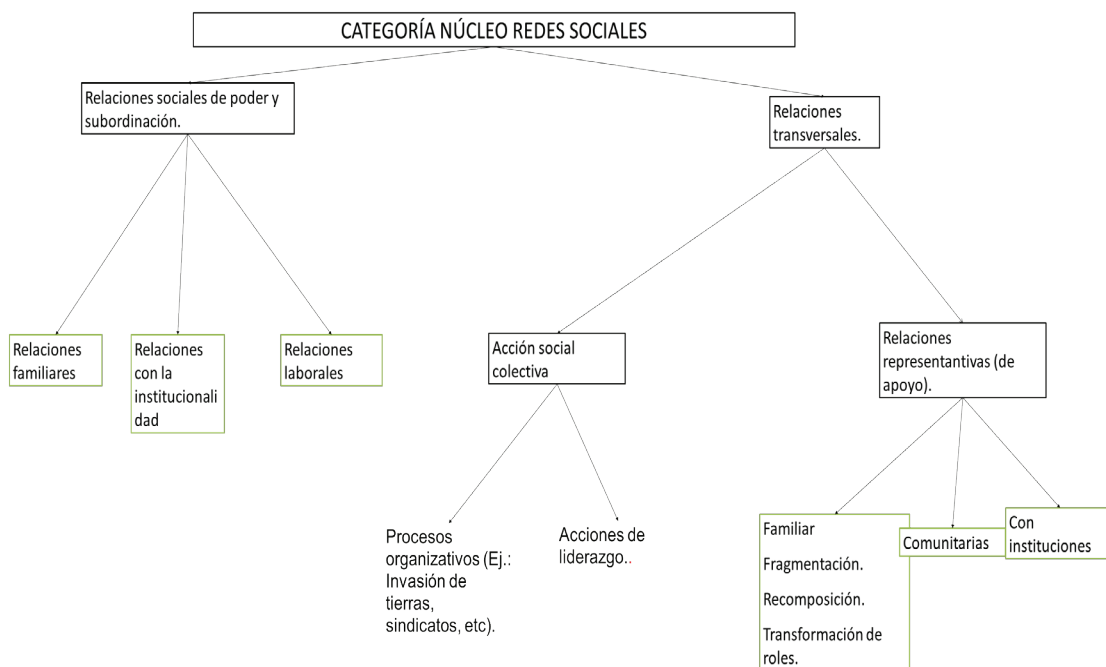 CATEGORÍA NÚCLEO REDES SOCIALES
Relaciones sociales de poder y
subordinación.
Relaciones
transversales.
Relaciones
familiares
Relaciones
con la
institucionali
dad
Relaciones
laborales
Acción social
colectiva
Relaciones
representantivas (de
apoyo).
Procesos
organizativos (Ej.:
Invasión de
tierras,
sindicatos, etc).
Acciones de
liderazgo..
Familiar
Fragmentación.
Recomposición.
Transformación de
roles.
Comunitarias
Con
instituciones